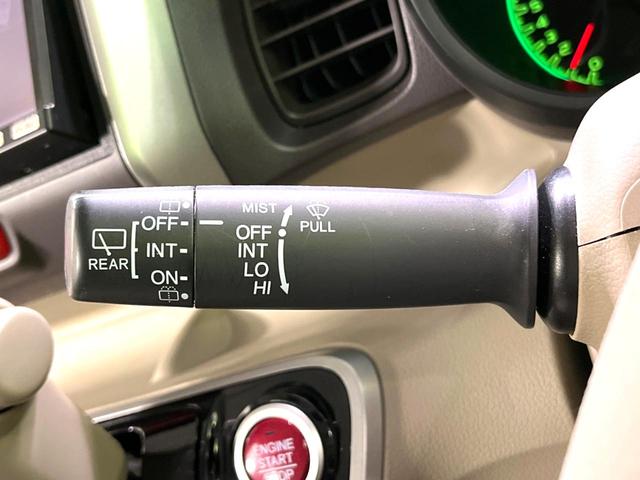 MIST
PULL
OFF
INT
LO
HI
OFF
INT
ON
REAR
ENGINE
START
STOP